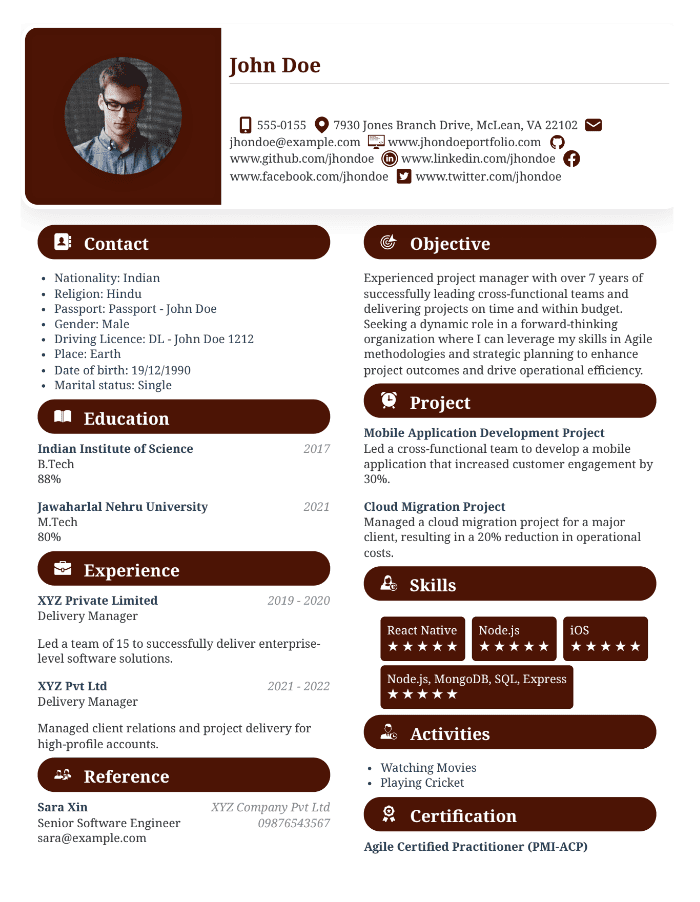 John Doe
555-0155 7930 Jones Branch Drive, McLean, VA 22102
jhondoe@example.com www.jhondoeportfolio.com
www.github.com/jhondoe www.linkedin.com/jhondoe
www.facebook.com/jhondoe www.twitter.com/jhondoe
Contact
• Nationality: Indian
• Religion: Hindu
• Passport: Passport - John Doe
• Gender: Male
• Driving Licence: DL - John Doe 1212
• Place: Earth
• Date of birth: 19/12/1990
• Marital status: Single
Education
Indian Institute of Science 2017
B.Tech
88%
Jawaharlal Nehru University 2021
M.Tech
80%
Experience
XYZ Private Limited 2019 - 2020
Delivery Manager
Led a team of 15 to successfully deliver enterprise-
level software solutions.
XYZ Pvt Ltd 2021 - 2022
Delivery Manager
Managed client relations and project delivery for
high-profile accounts.
Reference
Sara Xin XYZ Company Pvt Ltd
Senior Software Engineer 09876543567
sara@example.com
Objective
Experienced project manager with over 7 years of
successfully leading cross-functional teams and
delivering projects on time and within budget.
Seeking a dynamic role in a forward-thinking
organization where I can leverage my skills in Agile
methodologies and strategic planning to enhance
project outcomes and drive operational efficiency.
Project
Mobile Application Development Project
Led a cross-functional team to develop a mobile
application that increased customer engagement by
30%.
Cloud Migration Project
Managed a cloud migration project for a major
client, resulting in a 20% reduction in operational
costs.
Skills
React Native Node.js iOS
★★★★★ ★★★★★ ★★★★★
Node.js, MongoDB, SQL, Express
★★★★★
Activities
• Watching Movies
• Playing Cricket
Certification
Agile Certified Practitioner (PMI-ACP)